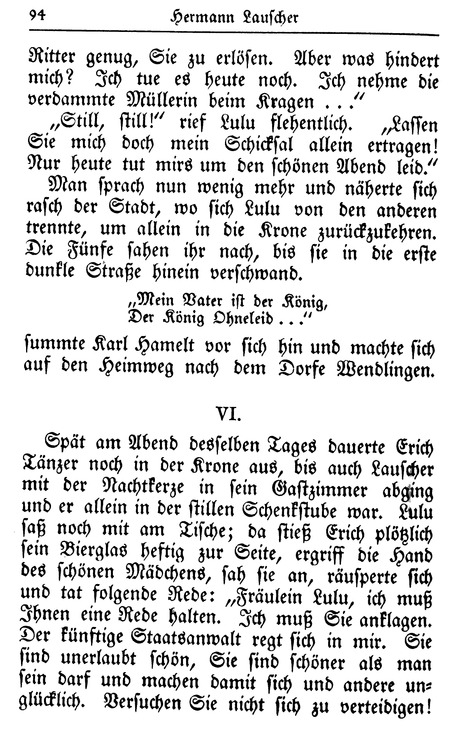 94 Hermann Lauscher
Ritter genug, Sie zu erlösen. Aber was hindert
mich? Ich tue es heute noch. Ich nehme die
verdammte Müllerin beim Kragen . . .“
„Still, still!“ rief Lulu flehentlich. „Lassen
Sie mich doch mein Schicksal allein ertragen!
Nur heute tut mirs um den schönen Abend leid.“
Man sprach nun wenig mehr und näherte sich
rasch der Stadt, wo sich Lulu von den anderen
trennte, um allein in die Krone zurückzukehren.
Die Fünfe sahen ihr nach, bis sie in die erste
dunkle Straße hinein verschwand.
„Mein Vater ist der König,
Der König Ohneleid . . .“
summte Karl Hamelt vor sich hin und machte sich
auf den Heimweg nach dem Dorfe Wendlingen.
VI.
Spät am Abend desselben Tages dauerte Erich
Tänzer noch in der Krone aus, bis auch Lauscher
mit der Nachtkerze in sein Gastzimmer abging
und er allein in der stillen Schenkstube war. Lulu
saß noch mit am Tische; da stieß Erich plötzlich
sein Bierglas heftig zur Seite, ergriff die Hand
des schönen Mädchens, sah sie an, räusperte sich
und tat folgende Rede: „Fräulein Lulu, ich muß
Ihnen eine Rede halten. Ich muß Sie anklagen.
Der künftige Staatsanwalt regt sich in mir. Sie
sind unerlaubt schön, Sie sind schöner als man
sein darf und machen damit sich und andere un-
glücklich. Versuchen Sie nicht sich zu verteidigen!